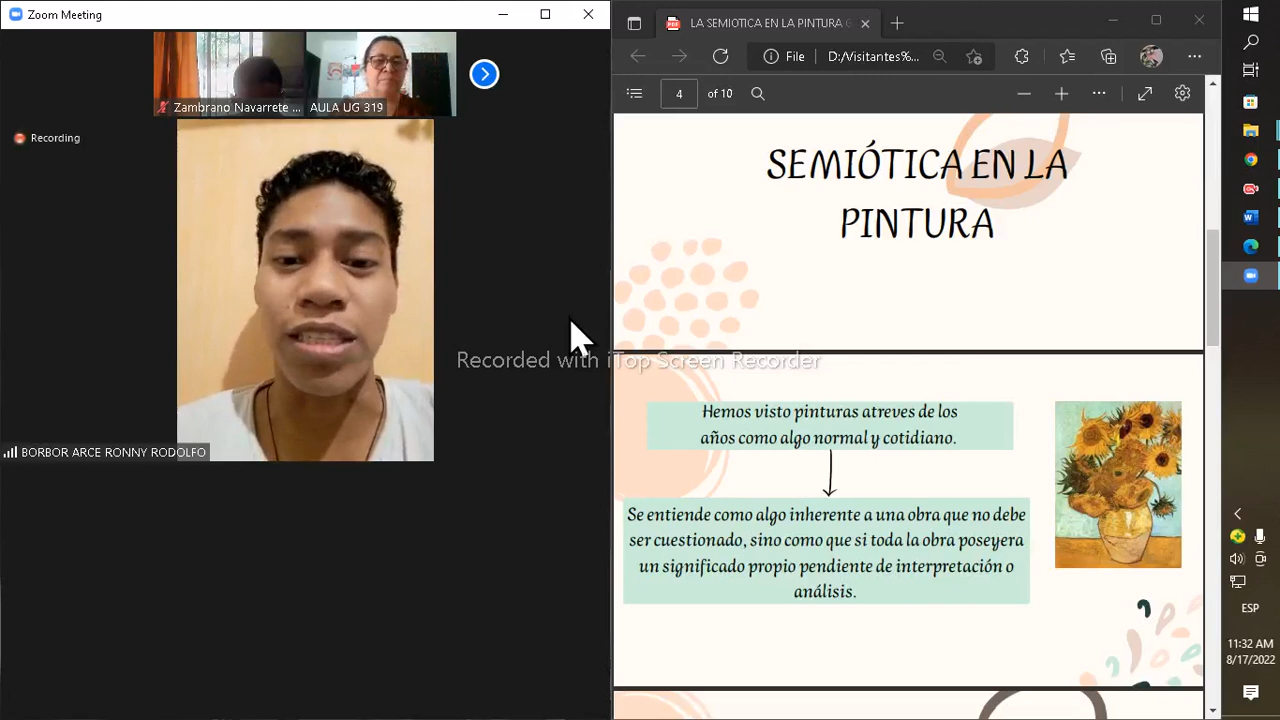 Zoom Meeting
Zambrano Navarrete ...
AULA UG 319
Recording
BORBOR ARCE RONNY RODOLFO
LA SEMIOTICA EN LA PINTURA
File
D:/Visitantes%...
4
of 10
SEMIÓTICA EN LA
PINTURA
Recorded with iTop Screen Recorder
Hemos visto pinturas atreves de los
años como algo normal y cotidiano.
Se entiende como algo inherente a una obra que no debe
ser cuestionado, sino como que si toda la obra poseyera
un significado propio pendiente de interpretación o
análisis.
ESP
11:32 AM
8/17/2022